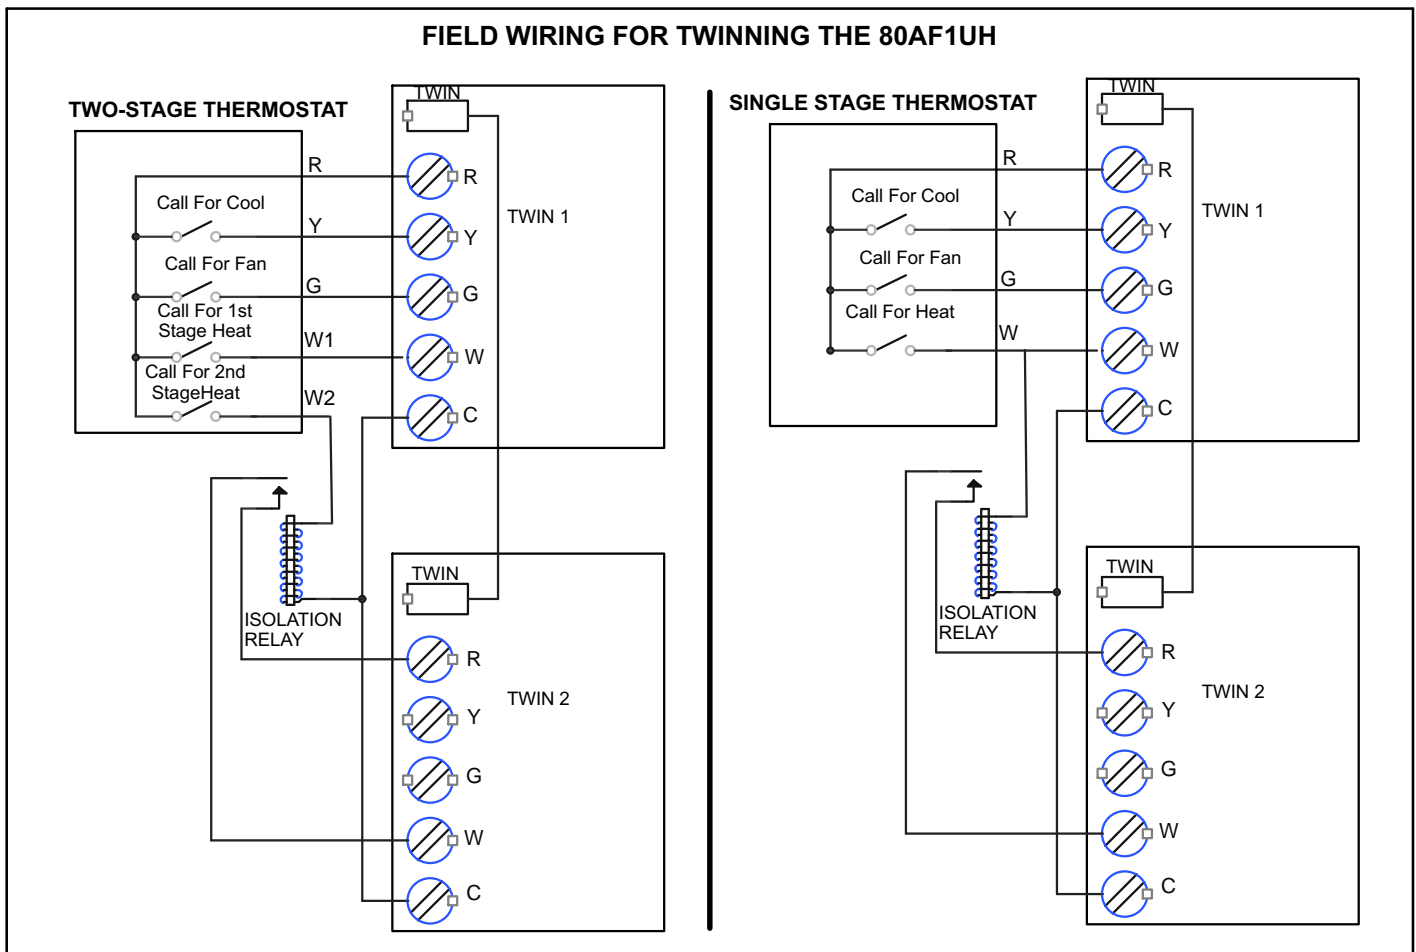 FIELD WIRING FOR TWINNING THE 80AF1UH
TWO-STAGE THERMOSTAT
TWIN
R
R
Call For Cool
Y
Y
TWIN 1
Call For Fan
G
G
Call For 1st
Stage Heat
W1
W
Call For 2nd
StageHeat
W2
C
ISOLATION
RELAY
TWIN
R
TWIN 2
Y
G
W
C
SINGLE STAGE THERMOSTAT
TWIN
R
R
Call For Cool
Y
Y
TWIN 1
Call For Fan
G
G
Call For Heat
W
W
C
ISOLATION
RELAY
TWIN
R
TWIN 2
Y
G
W
C